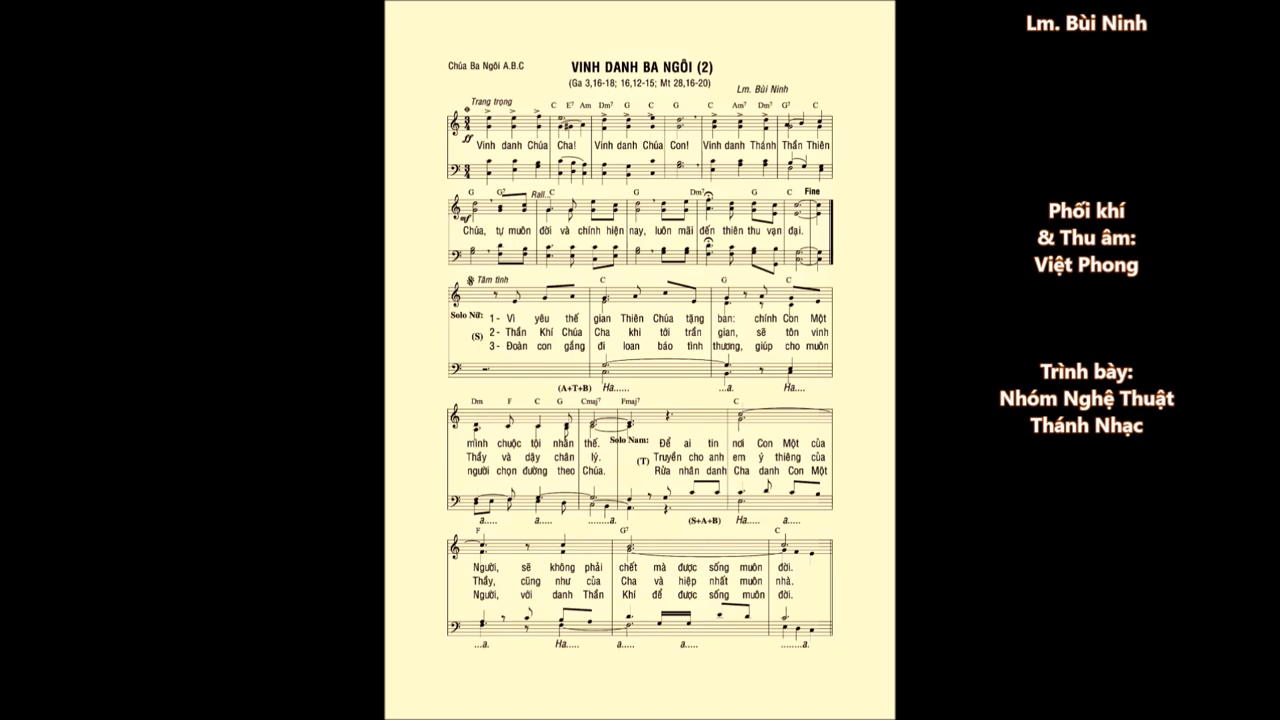 Chúa Ba Ngôi A.B.C
VINH DANH BA NGÔI (2)
(Ga 3,16-18; 16,12-15; Mt 28,16-20)
Lm. Bùi Ninh
Trang trọng
C E7 Am Dm7 G C G C Am7 Dm7 G7 C
ff
Vinh danh Chúa Cha! Vinh danh Chúa Con! Vinh danh Thánh Thần Thiên
G G7 Rall... C G Dm7 G C Fine
mf
Chúa, tự muôn đời và chính hiện nay, luôn mãi đến thiên thu vạn đại.
Tâm tình
C G C
Solo Nữ:
(S)
1- Vì yêu thế gian Thiên Chúa tặng ban: chính Con Một
2- Thần Khí Chúa Cha khi tới trần gian, sẽ tôn vinh
3- Đoàn con gắng đi loan báo tình thương, giúp cho muôn
(A+T+B) Ha...... ...a. Ha....
Dm F C G Cmaj7 Fmaj7 C
mình chuộc tội nhân thế. Solo Nam: Để ai tin nơi Con Một của
Thầy và dậy chân lý. (T) Truyền cho anh em ý thiêng của
người chọn đường theo Chúa. Rửa nhân danh Cha danh Con Một
a..... a..... ........a. (S+A+B) Ha..... a.....
F G7 C
Người, sẽ không phải chết mà được sống muôn đời.
Thầy, cũng như của Cha và hiệp nhất muôn nhà.
Người, với danh Thần Khí để được sống muôn đời.
...a. Ha..... a..... a..... ........a.
Lm. Bùi Ninh
Phối khí
& Thu âm:
Việt Phong
Trình bày:
Nhóm Nghệ Thuật
Thánh Nhạc